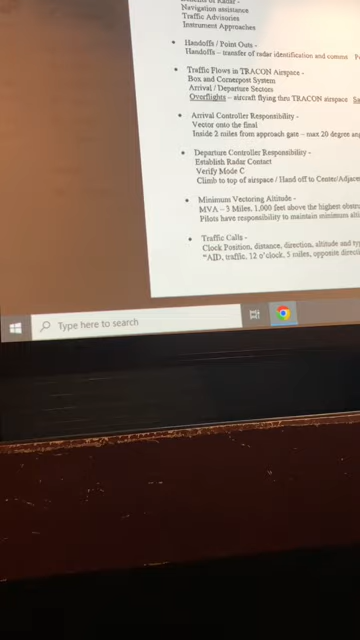 Benefits of Radar -
Navigation assistance
Traffic Advisories
Instrument Approaches
• Handoffs / Point Outs -
Handoffs – transfer of radar identification and comms
• Traffic Flows in TRACON Airspace -
Box and Cornerpost System
Arrival / Departure Sectors
Overflights – aircraft flying thru TRACON airspace
• Arrival Controller Responsibility -
Vector onto the final
Inside 2 miles from approach gate – max 20 degree
• Departure Controller Responsibility -
Establish Radar Contact
Verify Mode C
Climb to top of airspace / Hand off to Center/
• Minimum Vectoring Altitude -
MVA – 3 Miles, 1,000 feet above the highest
Pilots have responsibility to maintain minimum
• Traffic Calls -
Clock Position, distance, direction, altitude and
"AID, traffic, 12 o'clock, 5 miles, opposite
Type here to search